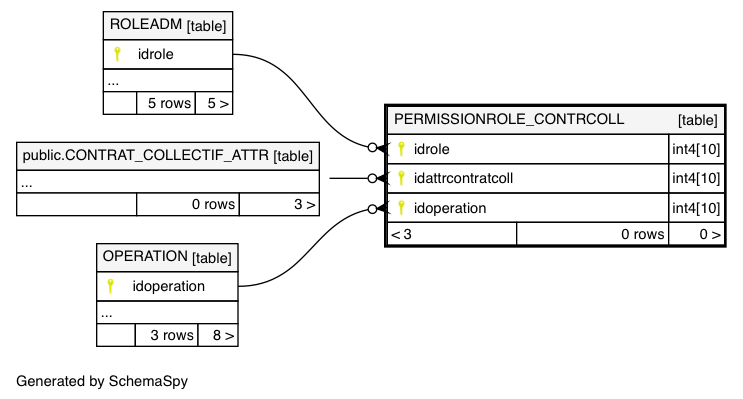 ROLEADM [table]
idrole
...
5 rows 5 >
public.CONTRAT_COLLECTIF_ATTR [table]
...
0 rows 3 >
OPERATION [table]
idoperation
...
3 rows 8 >
PERMISSIONROLE_CONTRCOLL [table]
idrole int4[10]
idattrcontratcoll int4[10]
idoperation int4[10]
< 3 0 rows 0 >
Generated by SchemaSpy